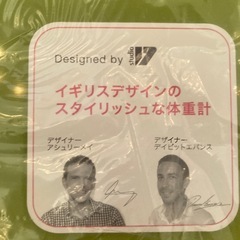 Designed by studio 17
イギリスデザインの
スタイリッシュな体重計
デザイナー
アシュリーメイ
デザイナー
デイビットエバンス